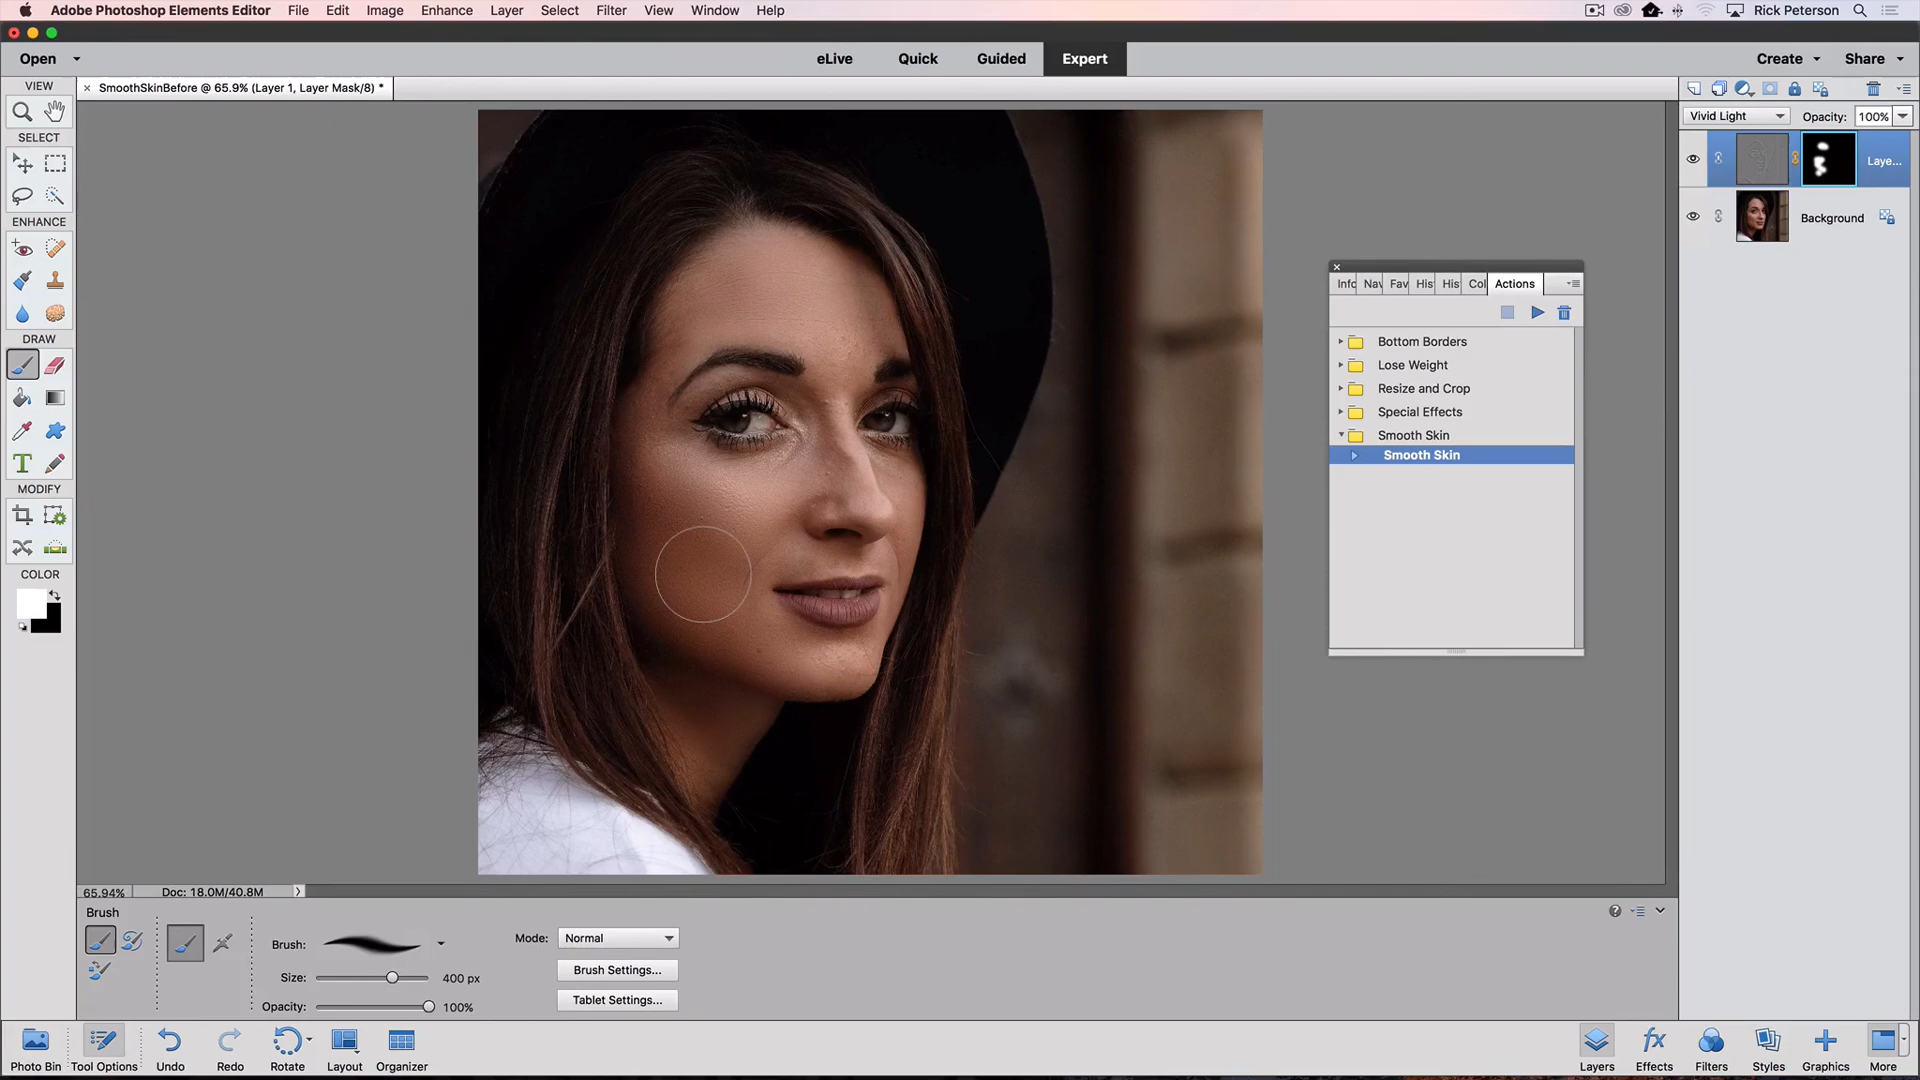 Adobe Photoshop Elements Editor File Edit Image Enhance Layer Select Filter View Window Help Rick Peterson
Open eLive Quick Guided Expert Create Share
VIEW
× SmoothSkinBefore @ 65.9% (Layer 1, Layer Mask/8) *
Vivid Light Opacity: 100%
SELECT
Laye...
Background
ENHANCE
Info Nav Fav His His Col Actions
DRAW
Bottom Borders
Lose Weight
Resize and Crop
Special Effects
Smooth Skin
Smooth Skin
T
MODIFY
COLOR
65.94% Doc: 18.0M/40.8M
Brush
Brush: Mode: Normal
Size: 400 px Brush Settings...
Opacity: 100% Tablet Settings...
Photo Bin Tool Options Undo Redo Rotate Layout Organizer
fx
Layers Effects Filters Styles Graphics More